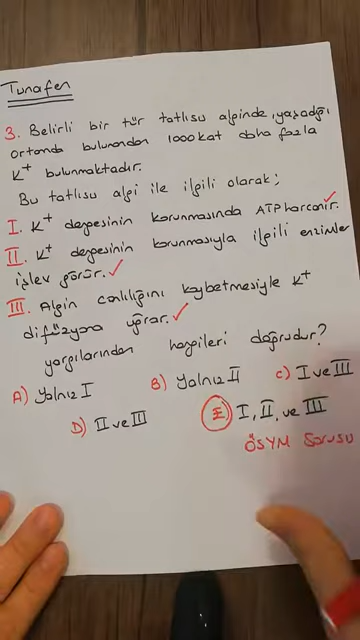 Tunafen
3. Belirli bir tür tatlısu alginde, yaşadığı
ortamda bulunandan 1000 kat daha fazla
K⁺ bulunmaktadır.
Bu tatlısu algi ile ilgili olarak;
I. K⁺ dengesinin korunmasında ATP harcanır.
II. K⁺ dengesinin korunmasıyla ilgili enzimler
işlev görür.
III. Algin canlılığını kaybetmesiyle K⁺
difüzyona uğrar.
yargılarından hangileri doğrudur?
A) Yalnız I B) Yalnız II C) I ve III
D) II ve III E) I, II, ve III
ÖSYM Sorusu